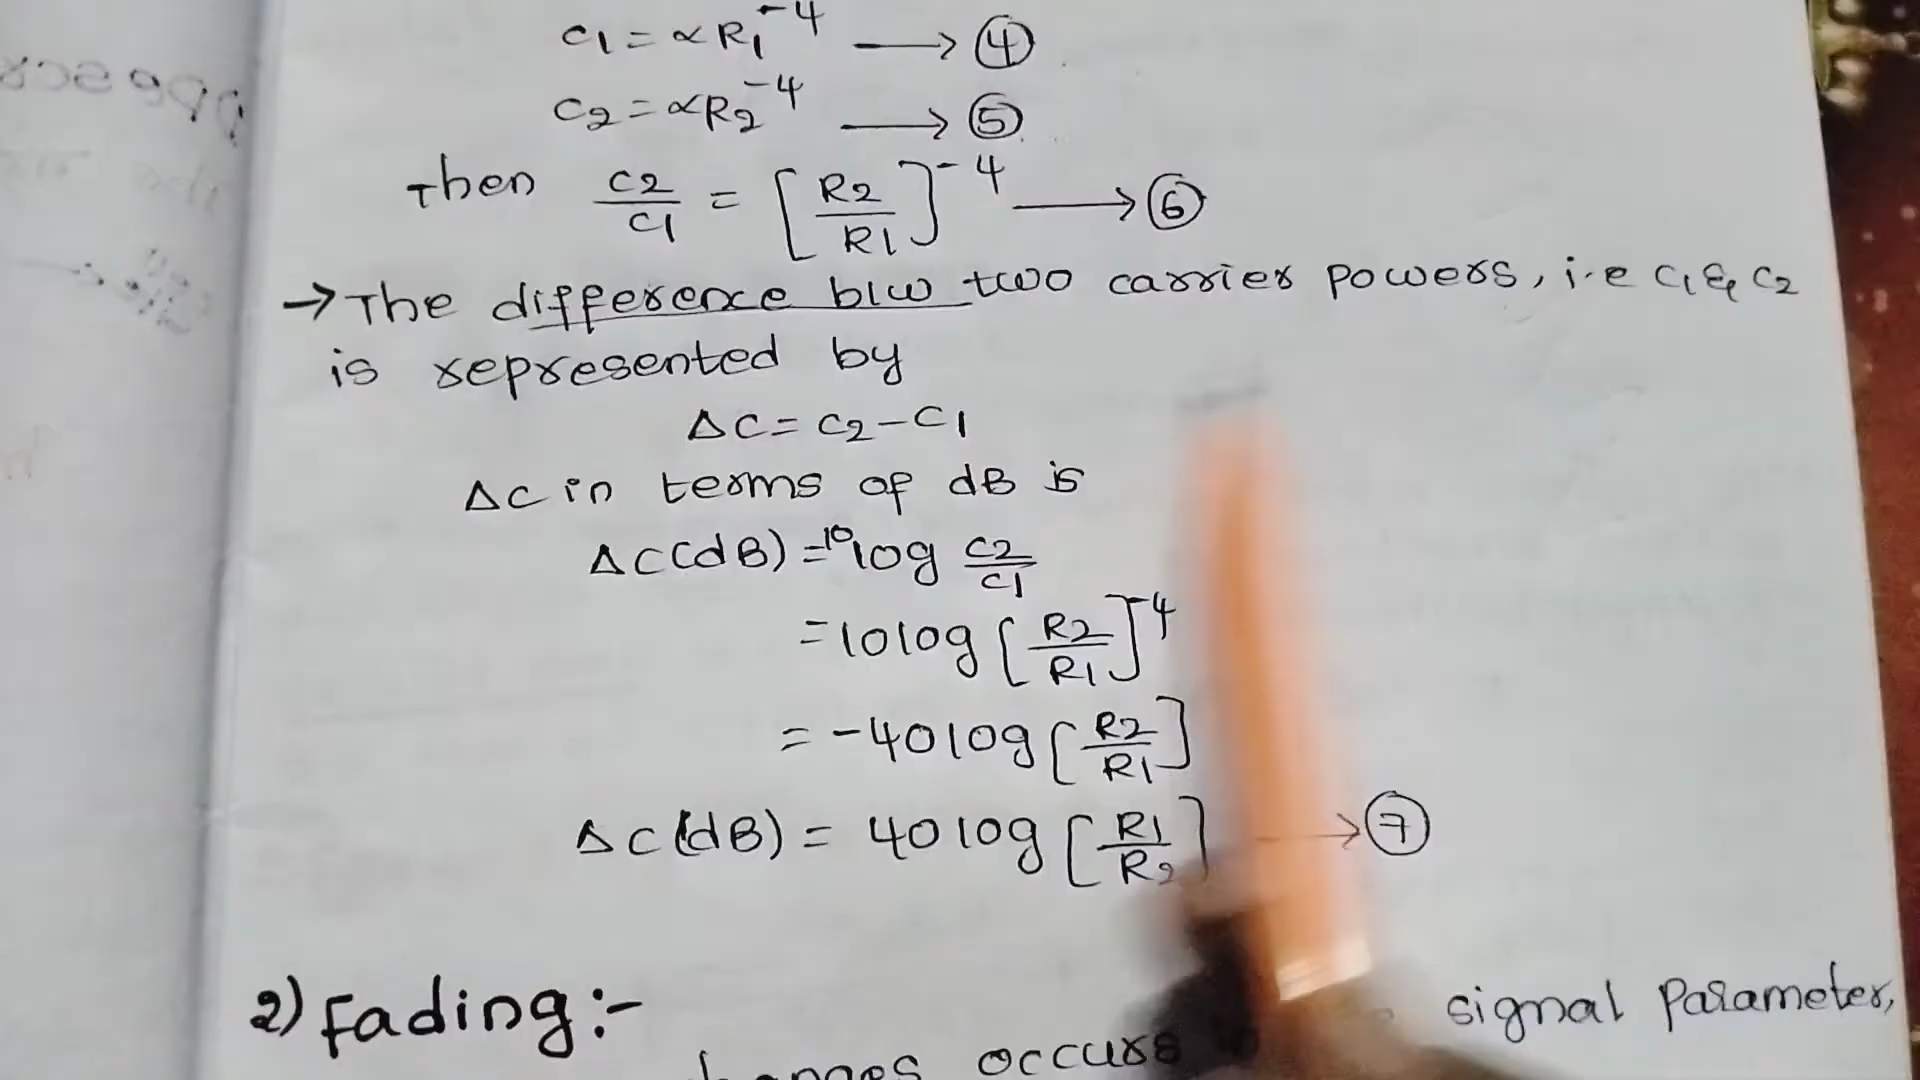 C1 = αR1^-4 → ④
C2 = αR2^-4 → ⑤
Then C2/C1 = [R2/R1]^-4 → ⑥
→ The difference b/w two carrier powers, i.e C1 & C2
is represented by
ΔC = C2 - C1
ΔC in terms of dB is
ΔC(dB) = 10 log C2/C1
= 10 log [R2/R1]^-4
= -40 log [R2/R1]
ΔC(dB) = 40 log [R1/R2] → ⑦
2) Fading :-
signal parameter,
occurs